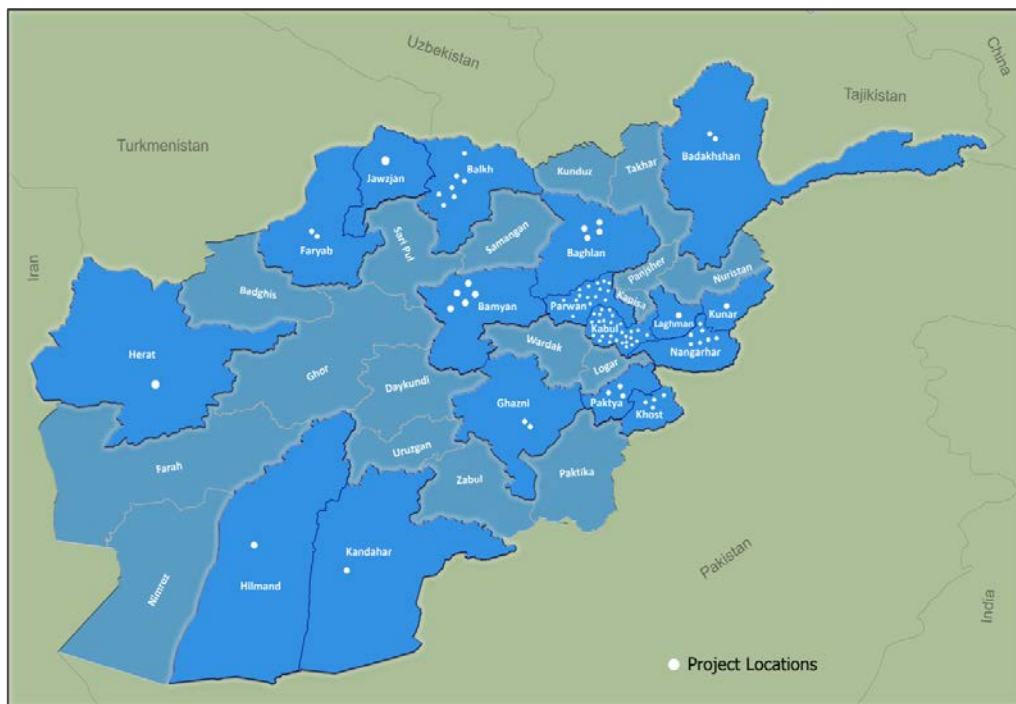 Uzbekistan
China
Tajikistan
Turkmenistan
Badakhshan
Balkh
Jawzjan
Kunduz
Takhar
Faryab
Sari Pul
Samangan
Baghlan
Iran
Panjsher
Nuristan
Badghis
Bamyan
Parwan
Kapisa
Kunar
Laghman
Kabul
Herat
Wardak
Nangarhar
Ghor
Logar
Daykundi
Ghazni
Paktya
Khost
Uruzgan
Farah
Zabul
Paktika
Kandahar
Pakistan
Hilmand
Nimroz
India
Project Locations